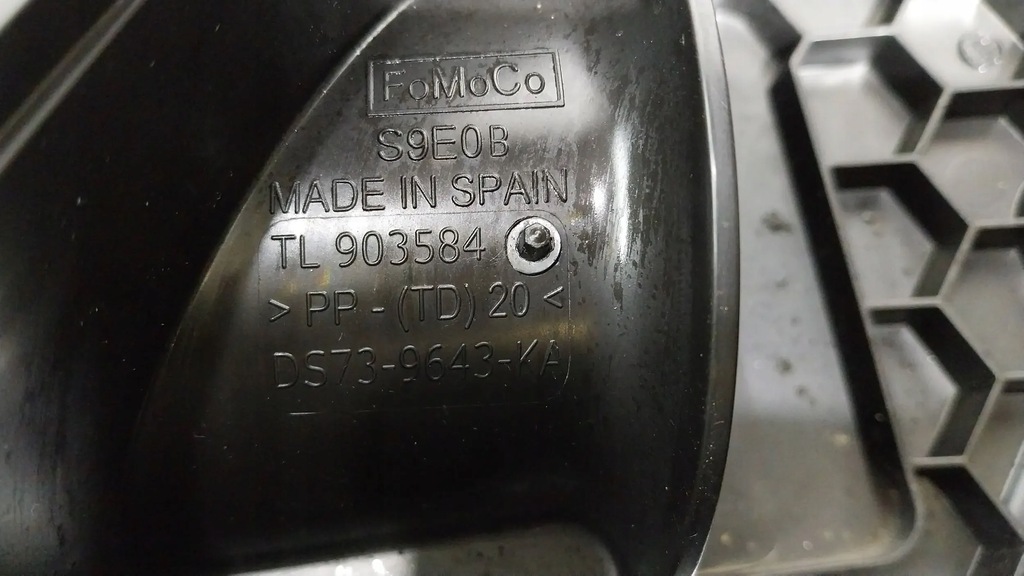 FoMoCo
S9E0B
MADE IN SPAIN
TL 903584
> PP - (TD) 20 <
DS73-9643-KA